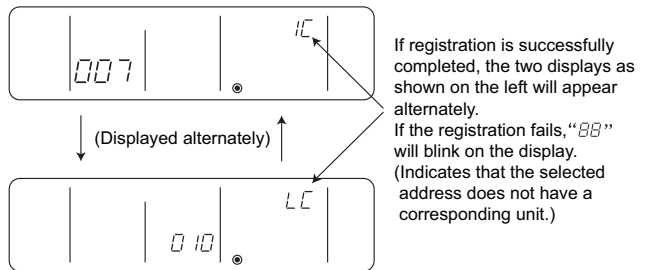 IC
007
(Displayed alternately)
LC
010
If registration is successfully
completed, the two displays as
shown on the left will appear
alternately.
If the registration fails,“88”
will blink on the display.
(Indicates that the selected
address does not have a
corresponding unit.)